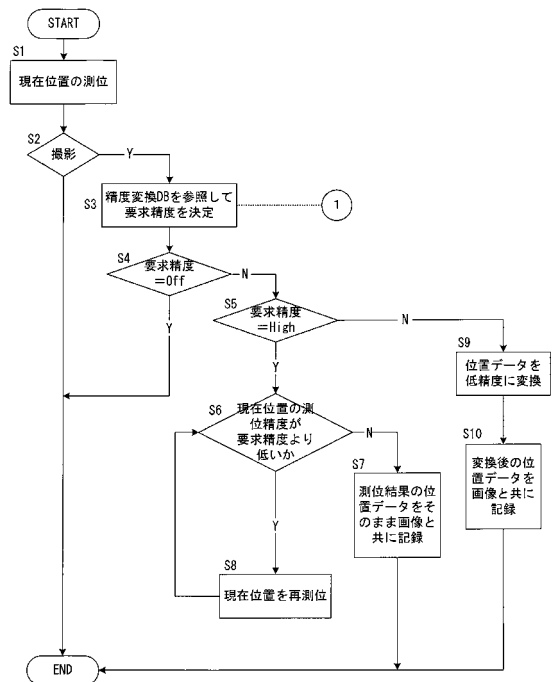 START
S1
現在位置の測位
S2
撮影
Y
S3
精度変換DBを参照して
要求精度を決定
1
S4
要求精度
=Off
N
Y
S5
要求精度
=High
N
Y
S9
位置データを
低精度に変換
S6
現在位置の測
位精度が
要求精度より
低いか
N
Y
S10
変換後の位
置データを
画像と共に
記録
S7
測位結果の位
置データをそ
のまま画像と
共に記録
S8
現在位置を再測位
END